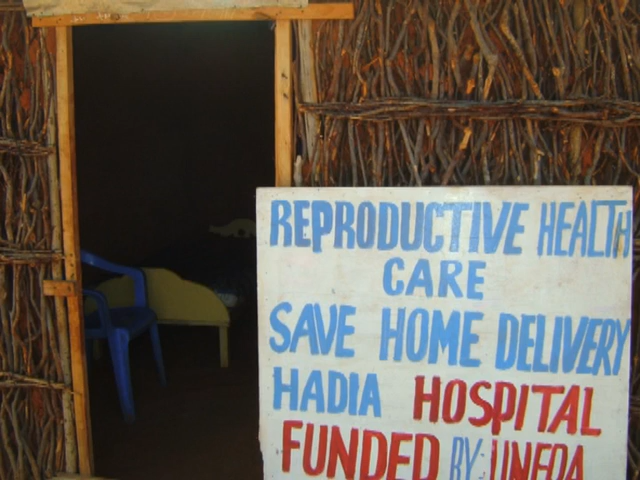 REPRODUCTIVE HEALTH
CARE
SAVE HOME DELIVERY
HADIA HOSPITAL
FUNDED BY: UNFPA